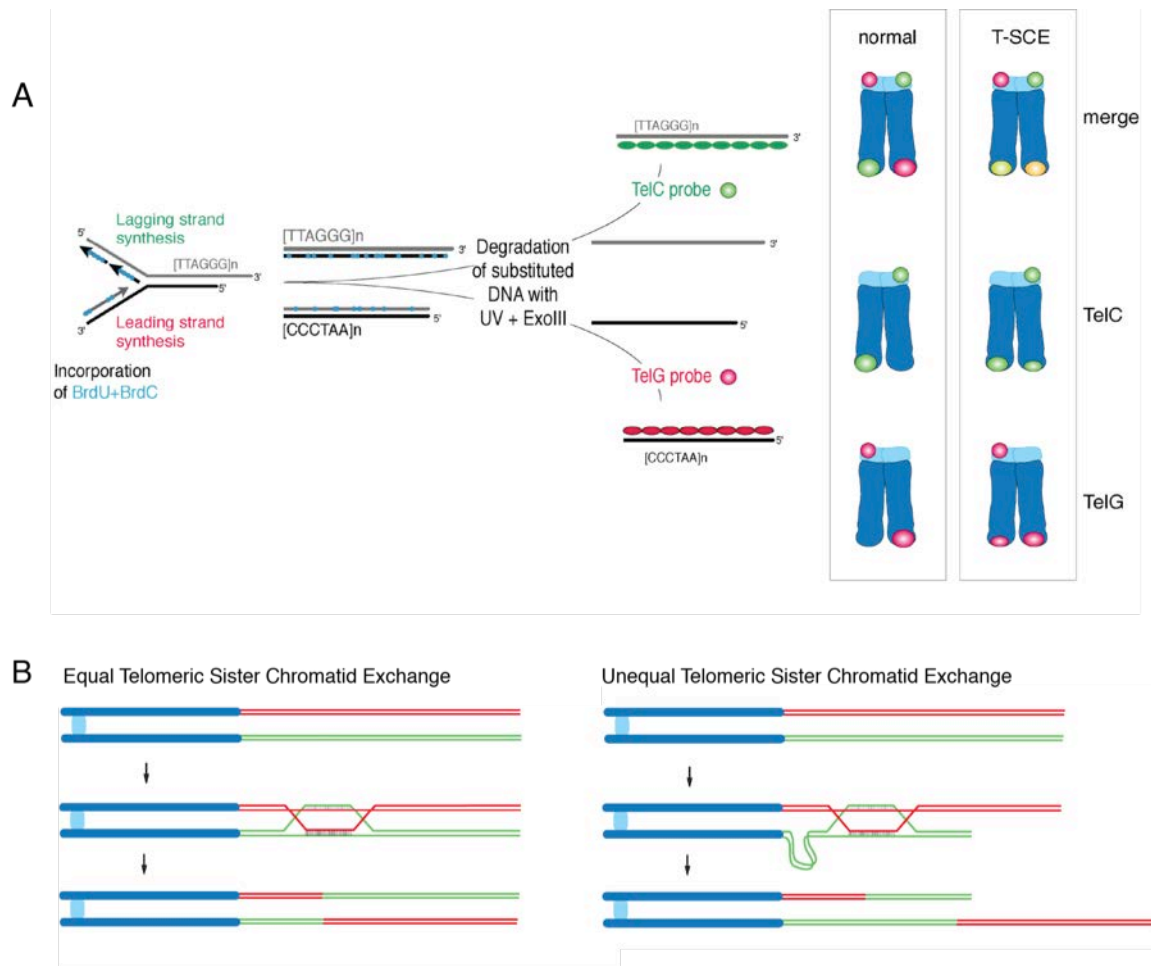 A
normal
T-SCE
merge
TelC
TelG
5'
Lagging strand
synthesis
[TTAGGG]n
3'
5'
3'
Leading strand
synthesis
Incorporation
of BrdU+BrdC
[TTAGGG]n
3'
[CCCTAA]n
5'
Degradation
of substituted
DNA with
UV + ExoIII
[TTAGGG]n
3'
TelC probe
3'
5'
TelG probe
5'
[CCCTAA]n
B
Equal Telomeric Sister Chromatid Exchange
Unequal Telomeric Sister Chromatid Exchange